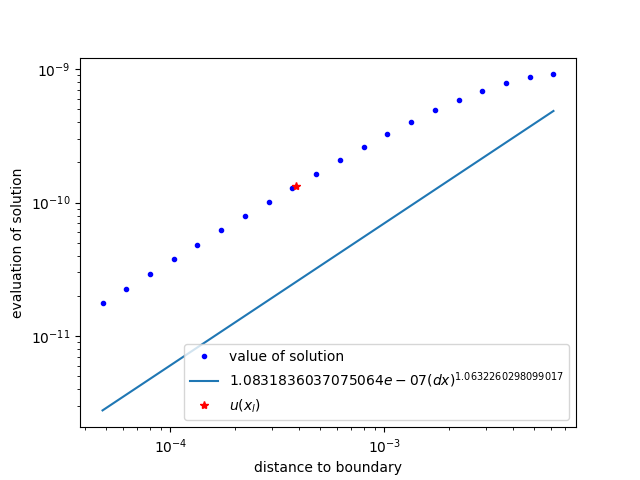 evaluation of solution
10⁻⁹
10⁻¹⁰
10⁻¹¹
value of solution
1.0831836037075064e − 07(dx)^1.0632260298099017
u(x_l)
10⁻⁴
10⁻³
distance to boundary